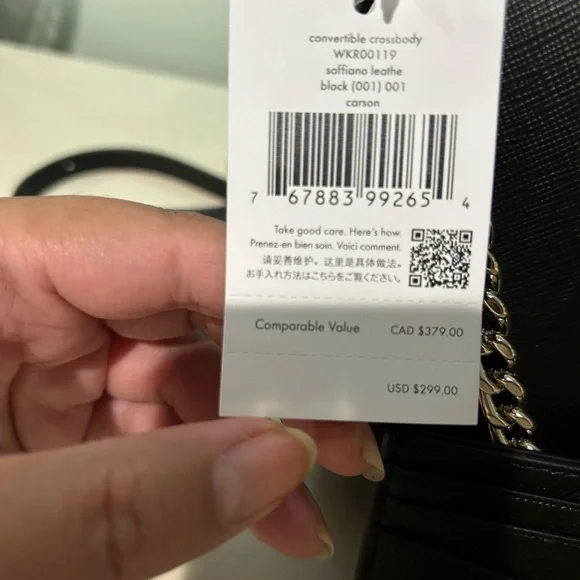 convertible crossbody
WKR00119
saffiano leathe
black (001) 001
carson
7 67883 99265 4
Take good care. Here's how.
Prenez-en bien soin. Voici comment.
请妥善维护。这里是具体做法。
お手入れ方法はこちらをご覧ください。
Comparable Value CAD $379.00
USD $299.00